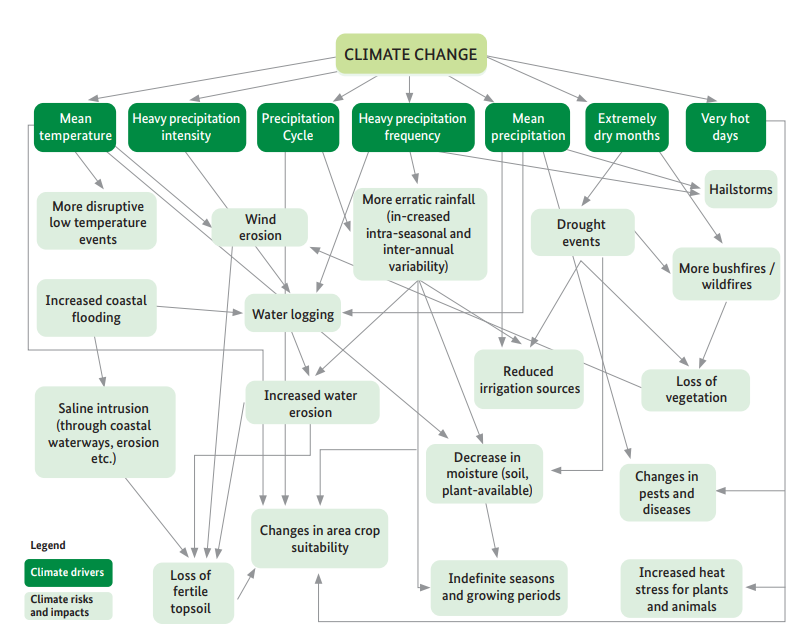 CLIMATE CHANGE
Mean
temperature
Heavy precipitation
intensity
Precipitation
Cycle
Heavy precipitation
frequency
Mean
precipitation
Extremely
dry months
Very hot
days
More disruptive
low temperature
events
Wind
erosion
More erratic rainfall
(in-creased
intra-seasonal and
inter-annual
variability)
Drought
events
Hailstorms
More bushfires /
wildfires
Increased coastal
flooding
Water logging
Reduced
irrigation sources
Loss of
vegetation
Saline intrusion
(through coastal
waterways, erosion
etc.)
Increased water
erosion
Decrease in
moisture (soil,
plant-available)
Changes in
pests and
diseases
Changes in area crop
suitability
Loss of
fertile
topsoil
Indefinite seasons
and growing periods
Increased heat
stress for plants
and animals
Legend
Climate drivers
Climate risks
and impacts